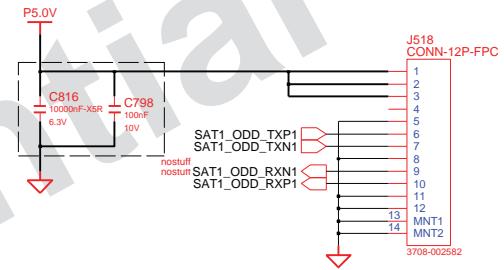 P5.0V
J518
CONN-12P-FPC
C816
10000nF-X5R
6.3V
C798
100nF
10V
1
2
3
4
5
SAT1_ODD_TXP1
6
SAT1_ODD_TXN1
7
8
nostuff
nostuff
SAT1_ODD_RXN1
9
SAT1_ODD_RXP1
10
11
12
13
MNT1
14
MNT2
3708-002582
ntial